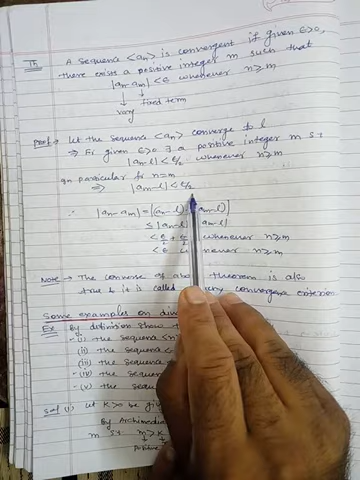 Th A sequence <an> is convergent if given ε>0,
there exists a positive integer m such that
|an-am|<ε whenever n≥m
vary fixed term
Proof → Let the sequence <an> converge to l
⇒ For given ε>0 ∃ a positive integer m s.t
|an-l|<ε/2 whenever n≥m
In particular for n=m
⇒ |am-l|<ε/2
∴ |an-am|=|(an-l) (am-l)|
≤ |an-l| |am-l|
< ε/2 + ε/2 whenever n≥m
< ε whenever n≥m
Note → The converse of above theorem is also
true & it is called convergence criterion
Some examples on
Ex By definition show
(i) the sequence
(ii) the sequence
(iii) the sequence
(iv) the seque
(v) the sequ
Sol (i) Let K>0 be
By Archimed
m s.t m>K